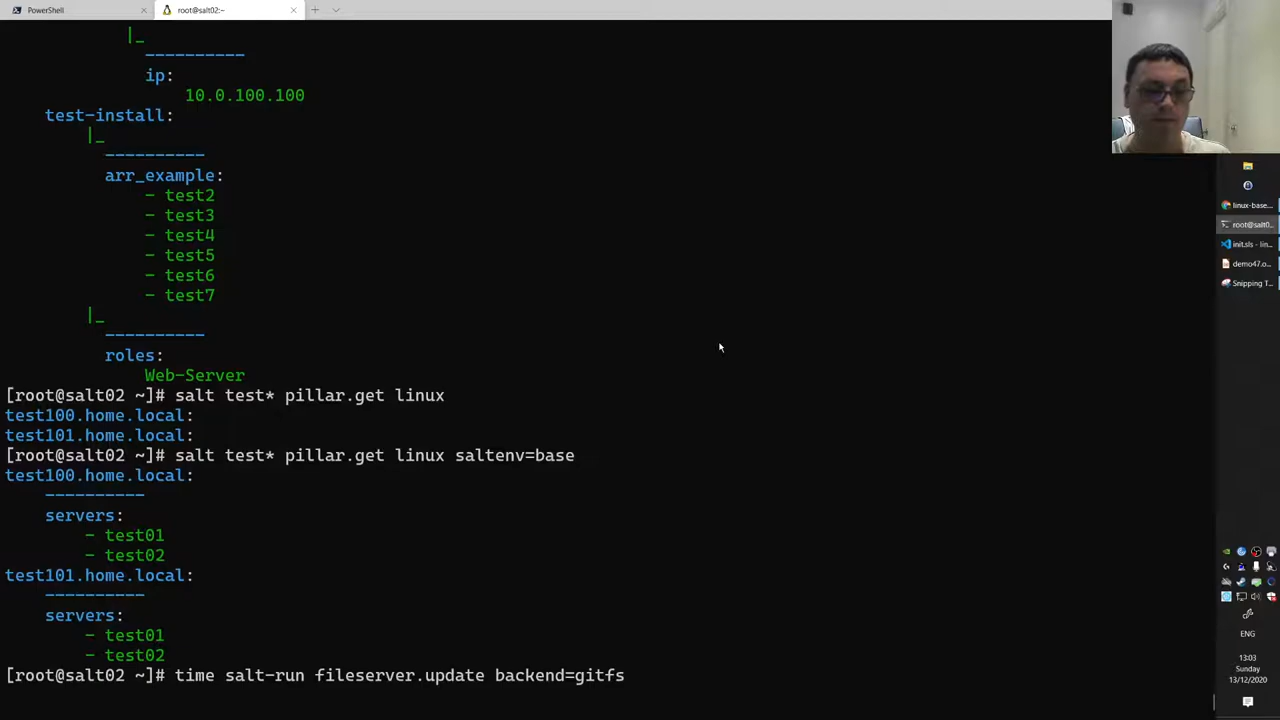 PowerShell
root@salt02:~
|_
----------
ip:
10.0.100.100
test-install:
|_
----------
arr_example:
- test2
- test3
- test4
- test5
- test6
- test7
|_
----------
roles:
Web-Server
[root@salt02 ~]# salt test* pillar.get linux
test100.home.local:
test101.home.local:
[root@salt02 ~]# salt test* pillar.get linux saltenv=base
test100.home.local:
----------
servers:
- test01
- test02
test101.home.local:
----------
servers:
- test01
- test02
[root@salt02 ~]# time salt-run fileserver.update backend=gitfs
linux-base...
root@salt0...
init.sls - lin...
demo47.o...
Snipping T...
ENG
13:03
Sunday
13/12/2020